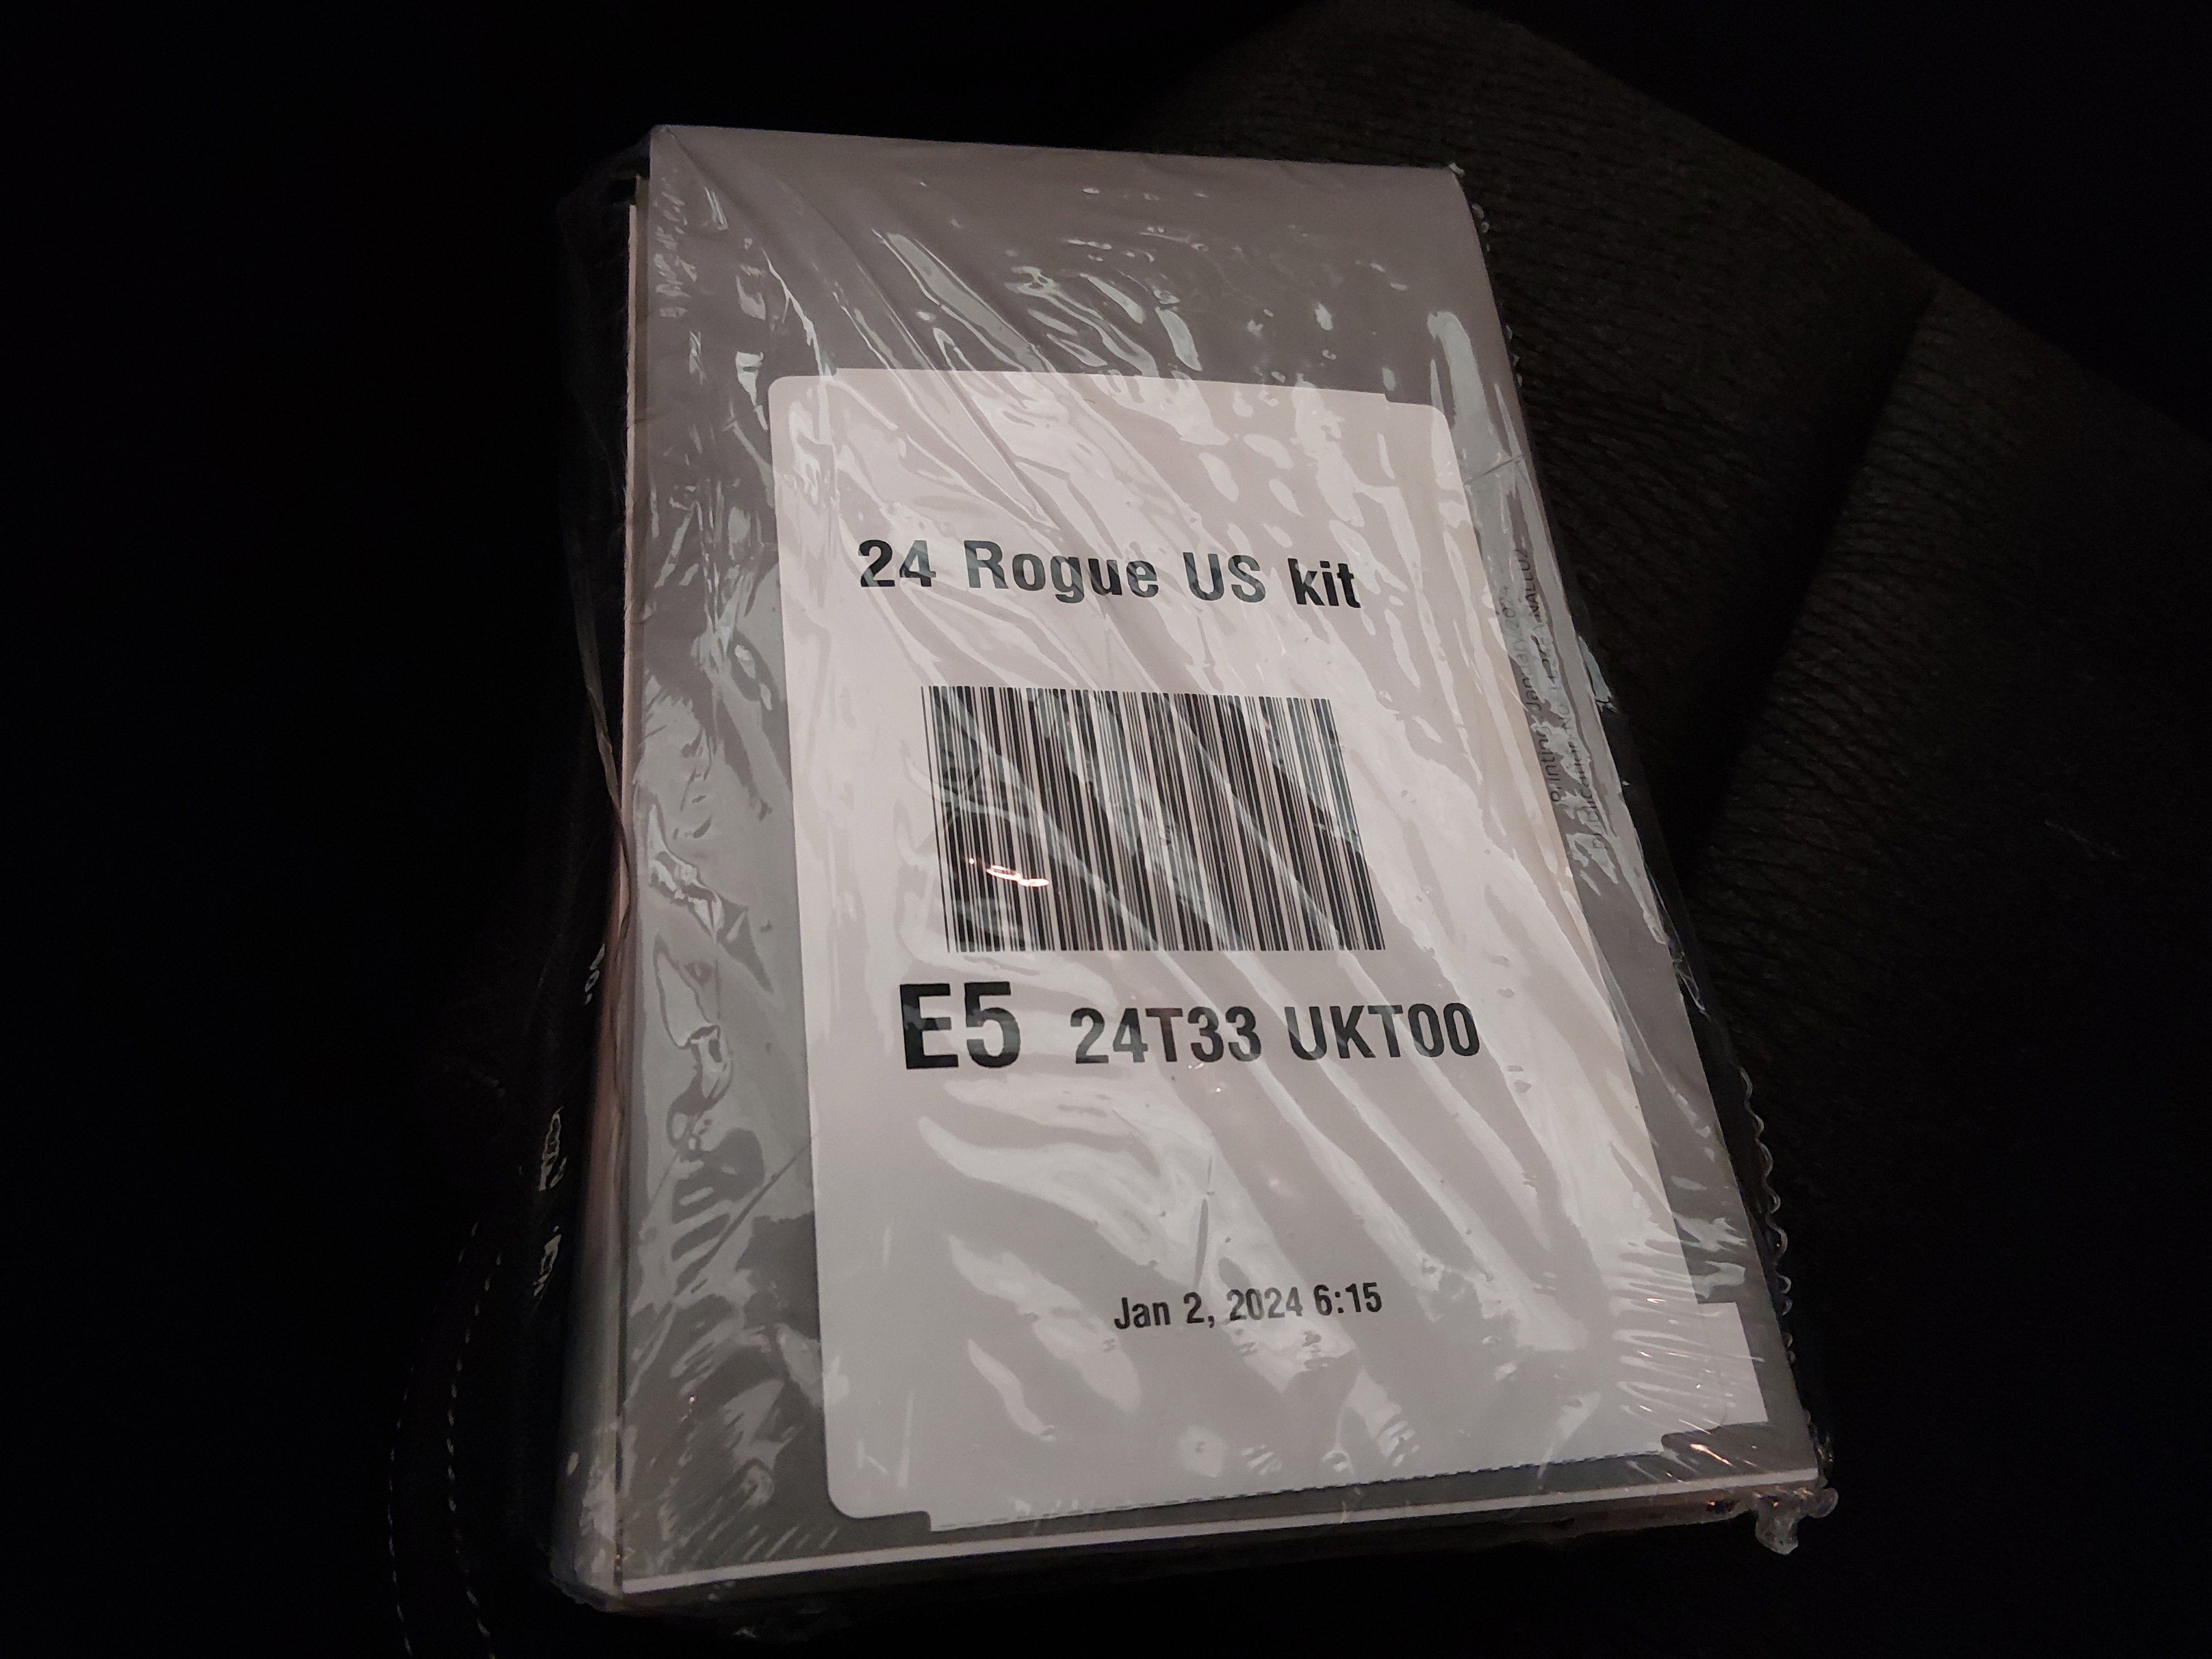 24 Rogue US kit
E5 24T33 UKT00
Jan 2, 2024 6:15